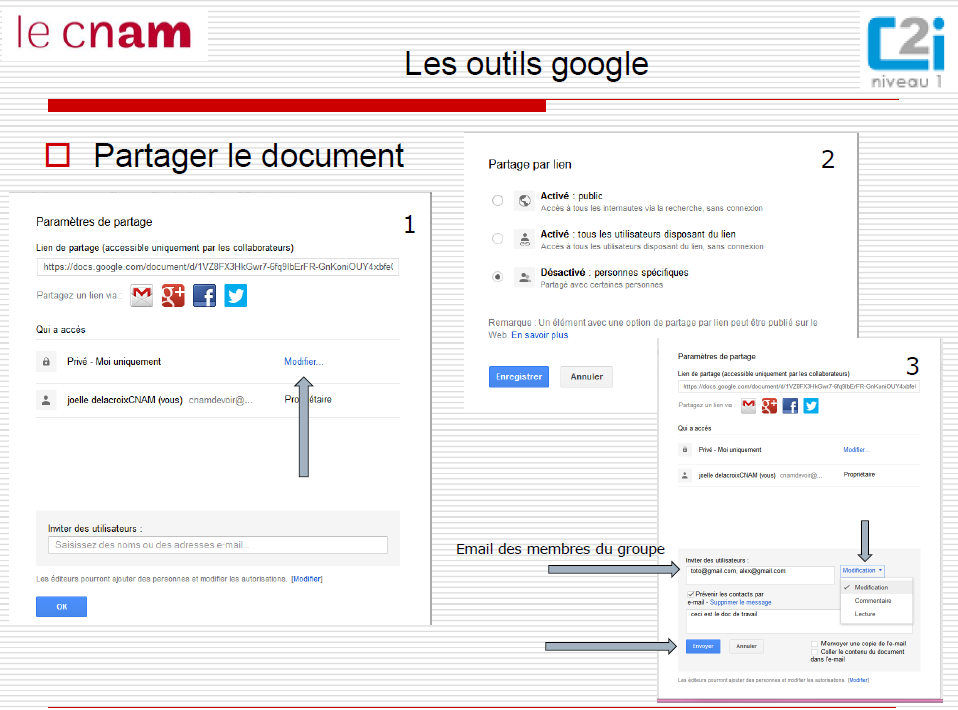 le cnam
C2i
niveau 1
Les outils google
Partager le document
1
Paramètres de partage
Lien de partage (accessible uniquement par les collaborateurs)
https://docs.google.com/document/d/1VZ8FX3HkGwr7-6fq9IbErFR-GnKoniOUY4xbfe
Partagez un lien via :
Qui a accès
Privé - Moi uniquement Modifier...
joelle delacroixCNAM (vous) cnamdevoir@... Propriétaire
Inviter des utilisateurs :
Saisissez des noms ou des adresses e-mail...
Les éditeurs pourront ajouter des personnes et modifier les autorisations. [Modifier]
OK
2
Partage par lien
Activé : public
Accès à tous les internautes via la recherche, sans connexion
Activé : tous les utilisateurs disposant du lien
Accès à tous les utilisateurs disposant du lien, sans connexion
Désactivé : personnes spécifiques
Partagé avec certaines personnes
Remarque : Un élément avec une option de partage par lien peut être publié sur le
Web. En savoir plus
Enregistrer Annuler
3
Paramètres de partage
Lien de partage (accessible uniquement par les collaborateurs)
https://docs.google.com/document/d/1VZ8FX3HkGwr7-6fq9IbErFR-GnKoniOUY4xbfe
Partagez un lien via :
Qui a accès
Privé - Moi uniquement Modifier...
joelle delacroixCNAM (vous) cnamdevoir@... Propriétaire
Email des membres du groupe
Inviter des utilisateurs :
toto@gmail.com, alex@gmail.com
Modification
Modification
Commentaire
Lecture
Prévenir les contacts par
e-mail - Supprimer le message
ceci est le doc de travail
Envoyer Annuler
M'envoyer une copie de l'e-mail
Coller le contenu du document
dans l'e-mail
Les éditeurs pourront ajouter des personnes et modifier les autorisations. [Modifier]